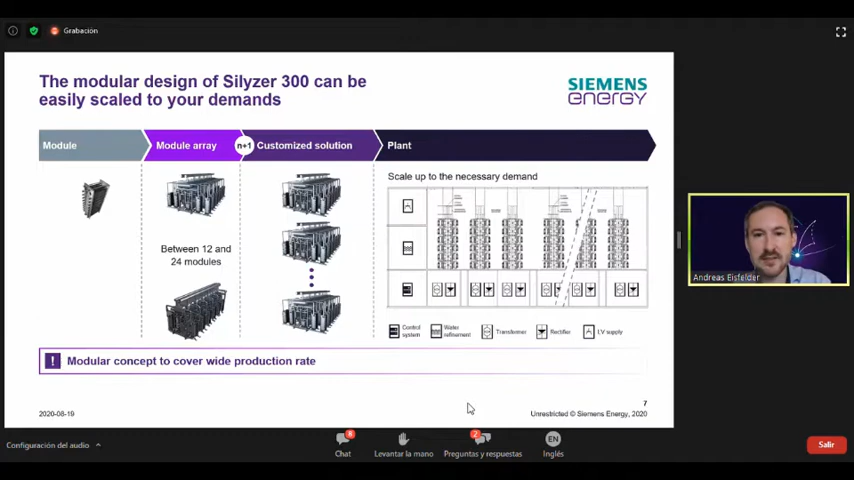 Grabación
The modular design of Silyzer 300 can be
easily scaled to your demands
SIEMENS
energy
Module
Module array
n+1
Customized solution
Plant
Scale up to the necessary demand
Between 12 and
24 modules
Control
system
Water
refinement
Transformer
Rectifier
LV supply
! Modular concept to cover wide production rate
7
2020-08-19
Unrestricted © Siemens Energy, 2020
Andreas Eisfelder
Configuración del audio
8
Chat
Levantar la mano
2
Preguntas y respuestas
EN
Inglés
Salir